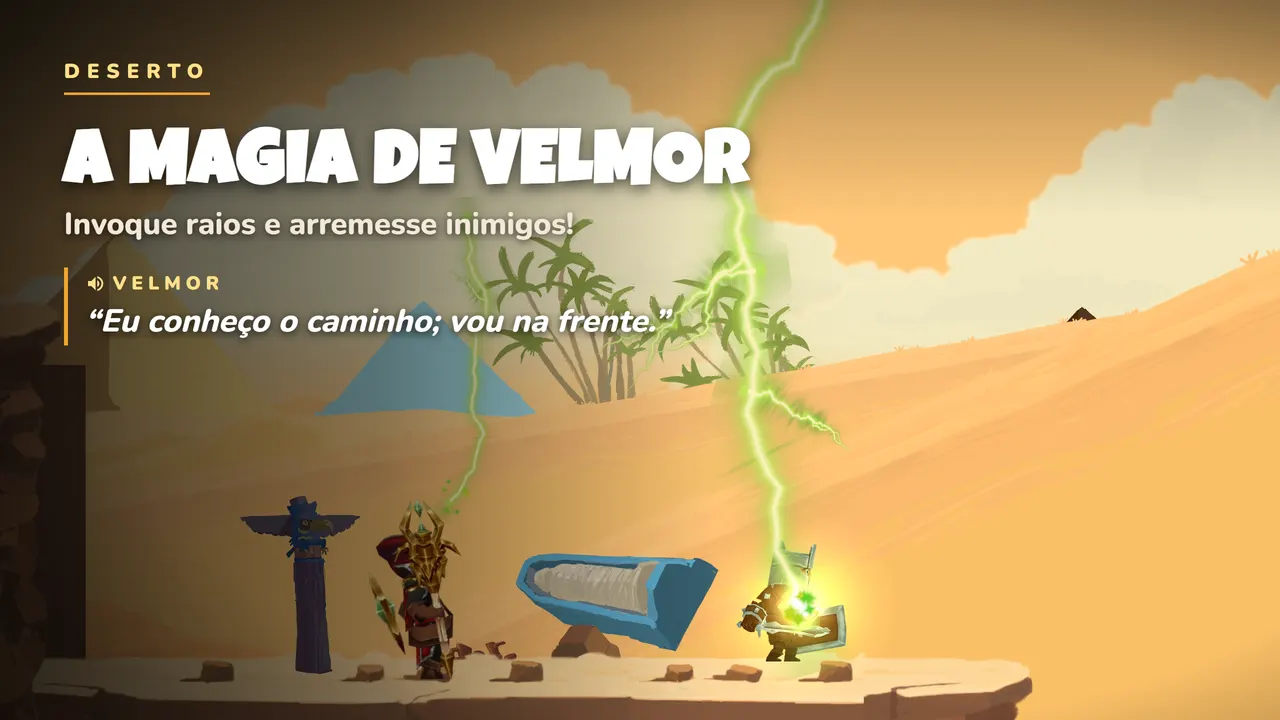 DESERTO
A MAGIA DE VELMOR
Invoque raios e arremesse inimigos!
VELMOR
“Eu conheço o caminho; vou na frente.”